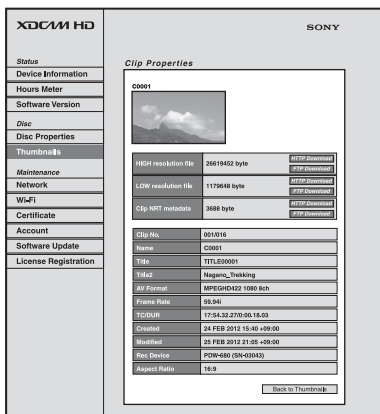 XDCAM HD
SONY
Status
Device Information
Hours Meter
Software Version
Disc
Disc Properties
Thumbnails
Maintenance
Network
Wi-Fi
Certificate
Account
Software Update
License Registration
Clip Properties
C0001
HIGH resolution file 26619452 byte HTTP Download
FTP Download
LOW resolution file 1179648 byte HTTP Download
FTP Download
Clip NRT metadata 3688 byte HTTP Download
FTP Download
Clip No. 001/016
Name C0001
Title TITLE00001
Title2 Nagano_Trekking
AV Format MPEGHD422 1080 8ch
Frame Rate 59.94i
TC/DUR 17:54.32.27/0:00.18.03
Created 24 FEB 2012 15:40 +09:00
Modified 25 FEB 2012 21:05 +09:00
Rec Device PDW-680 (SN-03043)
Aspect Ratio 16:9
Back to Thumbnails